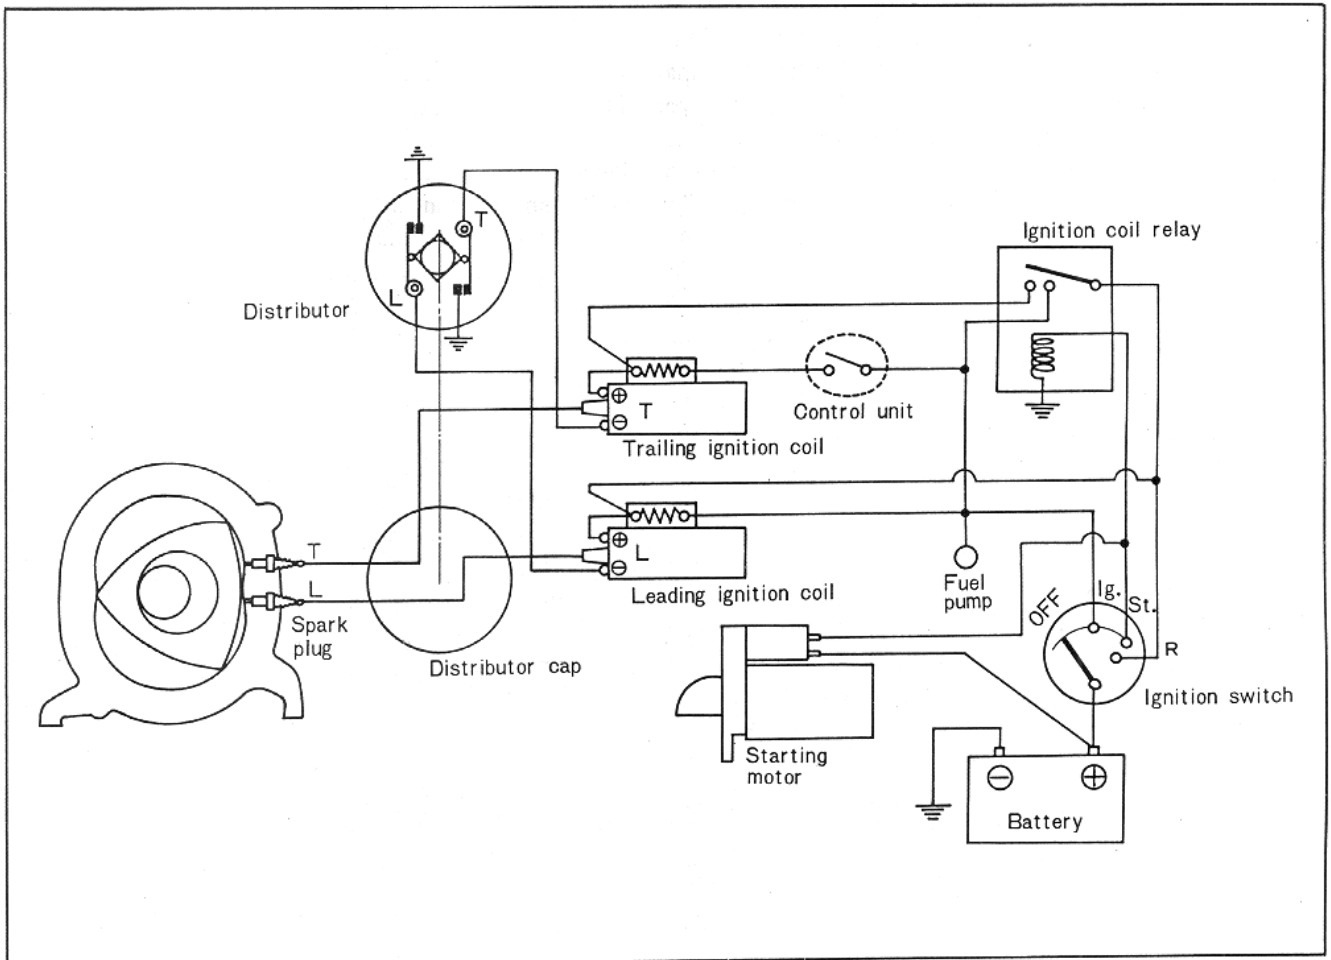 Ignition coil relay
T
L
Distributor
T
Control unit
Trailing ignition coil
L
Leading ignition coil
T
L
Spark
plug
Distributor cap
Fuel
pump
OFF
Ig.
St.
R
Ignition switch
Starting
motor
Battery